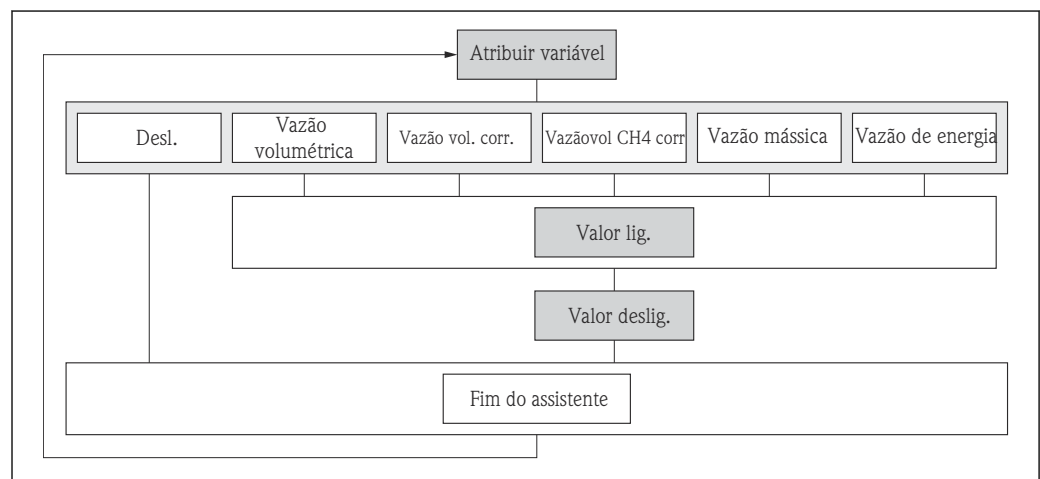 Atribuir variável
Desl.
Vazão
volumétrica
Vazão vol. corr.
Vazãovol CH4 corr
Vazão mássica
Vazão de energia
Valor lig.
Valor deslig.
Fim do assistente